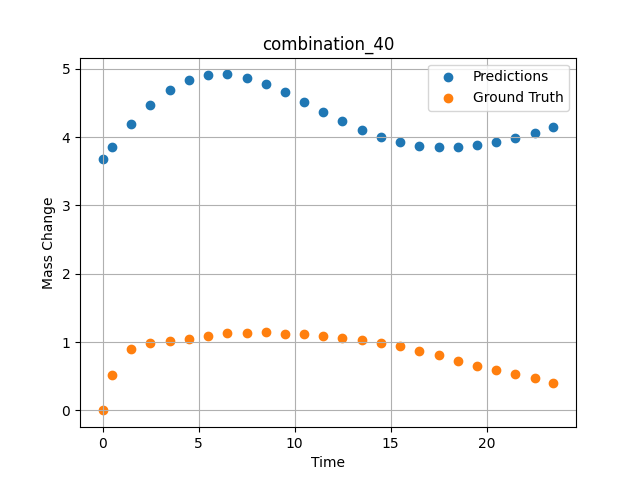 combination_40
Predictions
Ground Truth
5
4
3
2
1
0
Mass Change
0 5 10 15 20
Time